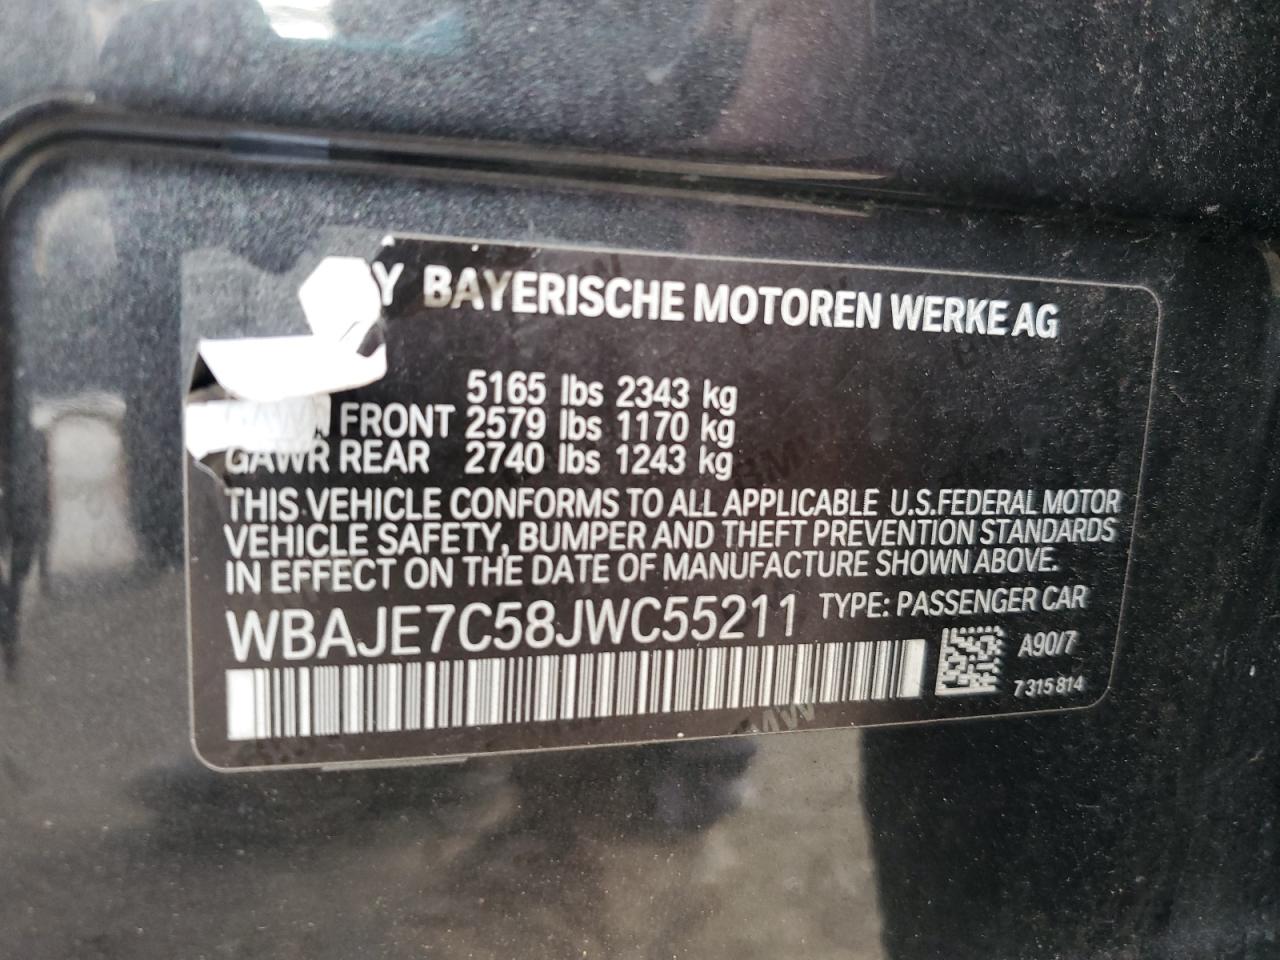 Y BAYERISCHE MOTOREN WERKE AG
5165 lbs 2343 kg
FRONT 2579 lbs 1170 kg
GAWR REAR 2740 lbs 1243 kg
THIS VEHICLE CONFORMS TO ALL APPLICABLE U.S.FEDERAL MOTOR
VEHICLE SAFETY, BUMPER AND THEFT PREVENTION STANDARDS
IN EFFECT ON THE DATE OF MANUFACTURE SHOWN ABOVE.
WBAJE7C58JWC55211 TYPE: PASSENGER CAR
A90/7
7 315 814